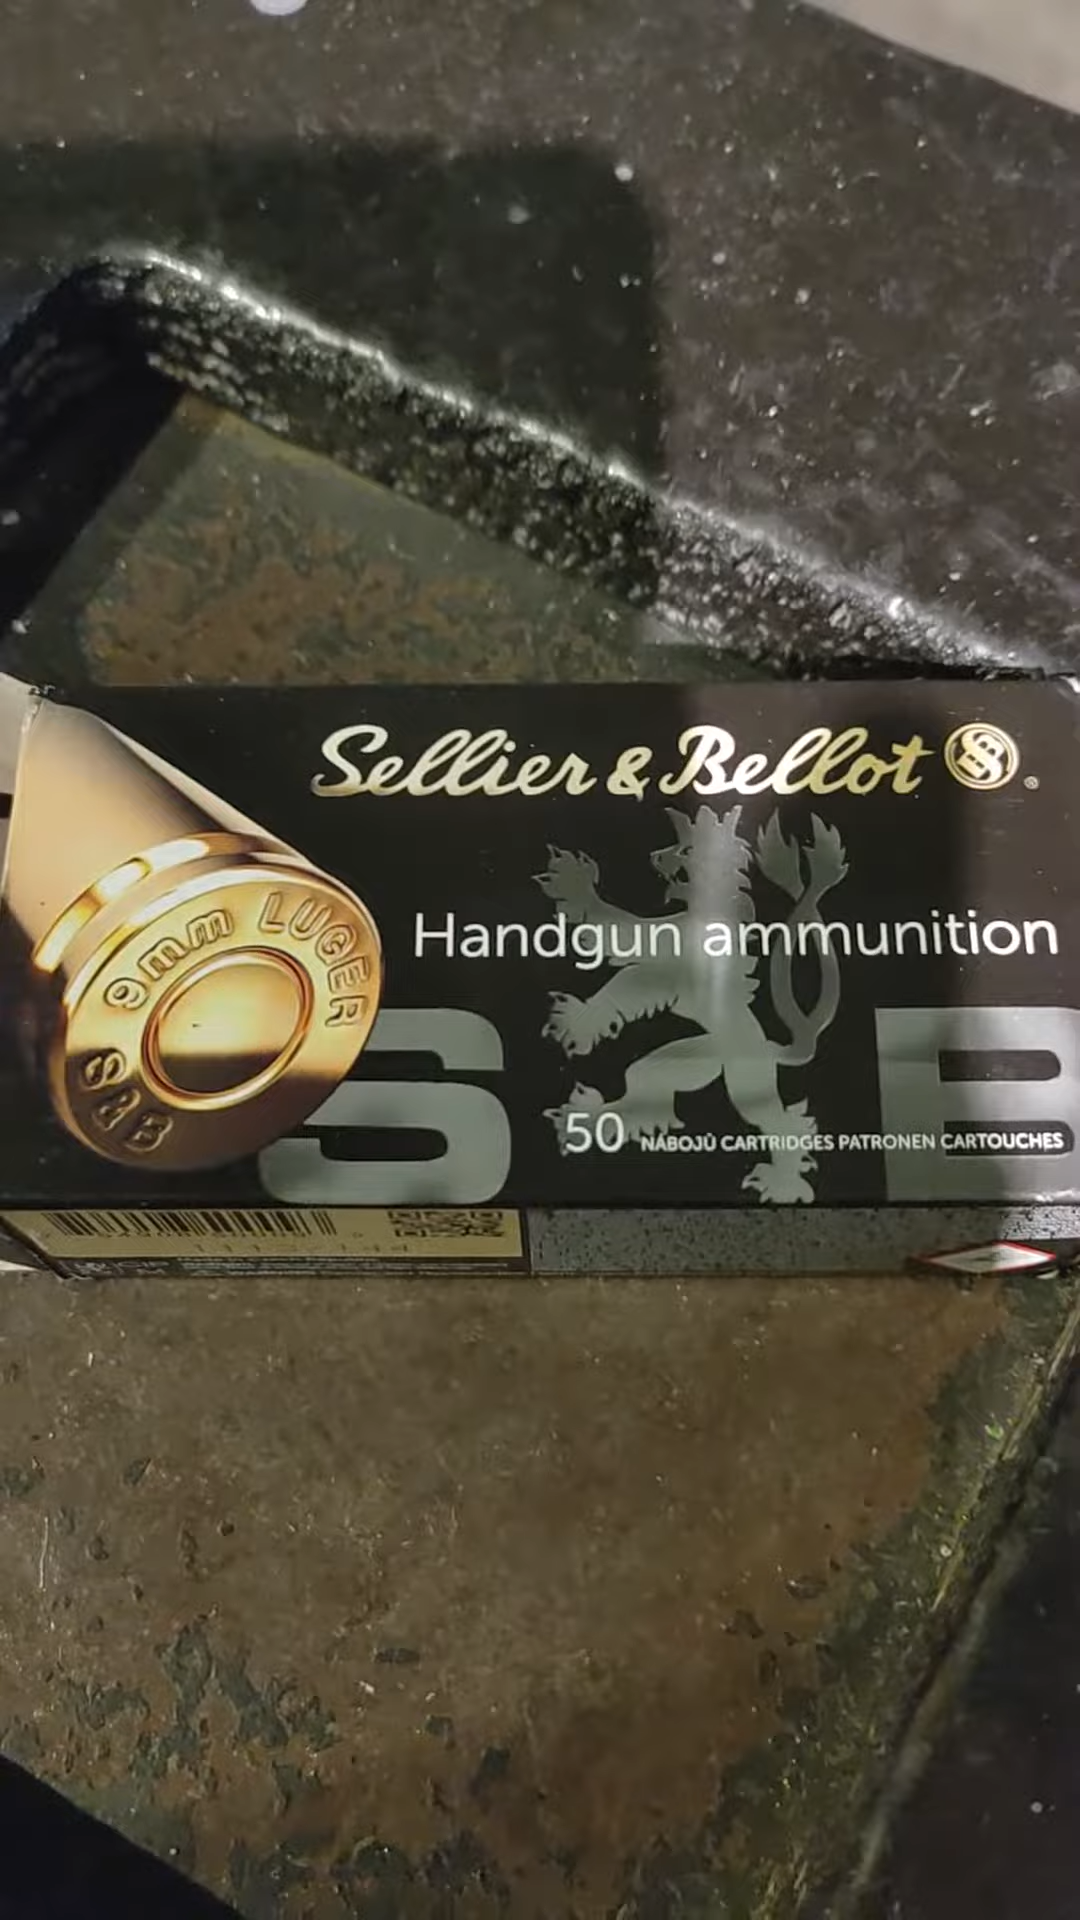 Sellier & Bellot
Handgun ammunition
9mm LUGER
S&B
S B
50 NÁBOJŮ CARTRIDGES PATRONEN CARTOUCHES